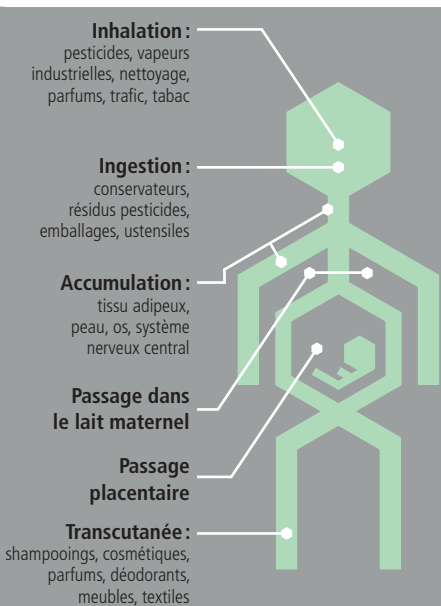 Inhalation :
pesticides, vapeurs
industrielles, nettoyage,
parfums, trafic, tabac
Ingestion :
conservateurs,
résidus pesticides,
emballages, ustensiles
Accumulation :
tissu adipeux,
peau, os, système
nerveux central
Passage dans
le lait maternel
Passage
placentaire
Transcutanée :
shampooings, cosmétiques,
parfums, déodorants,
meubles, textiles